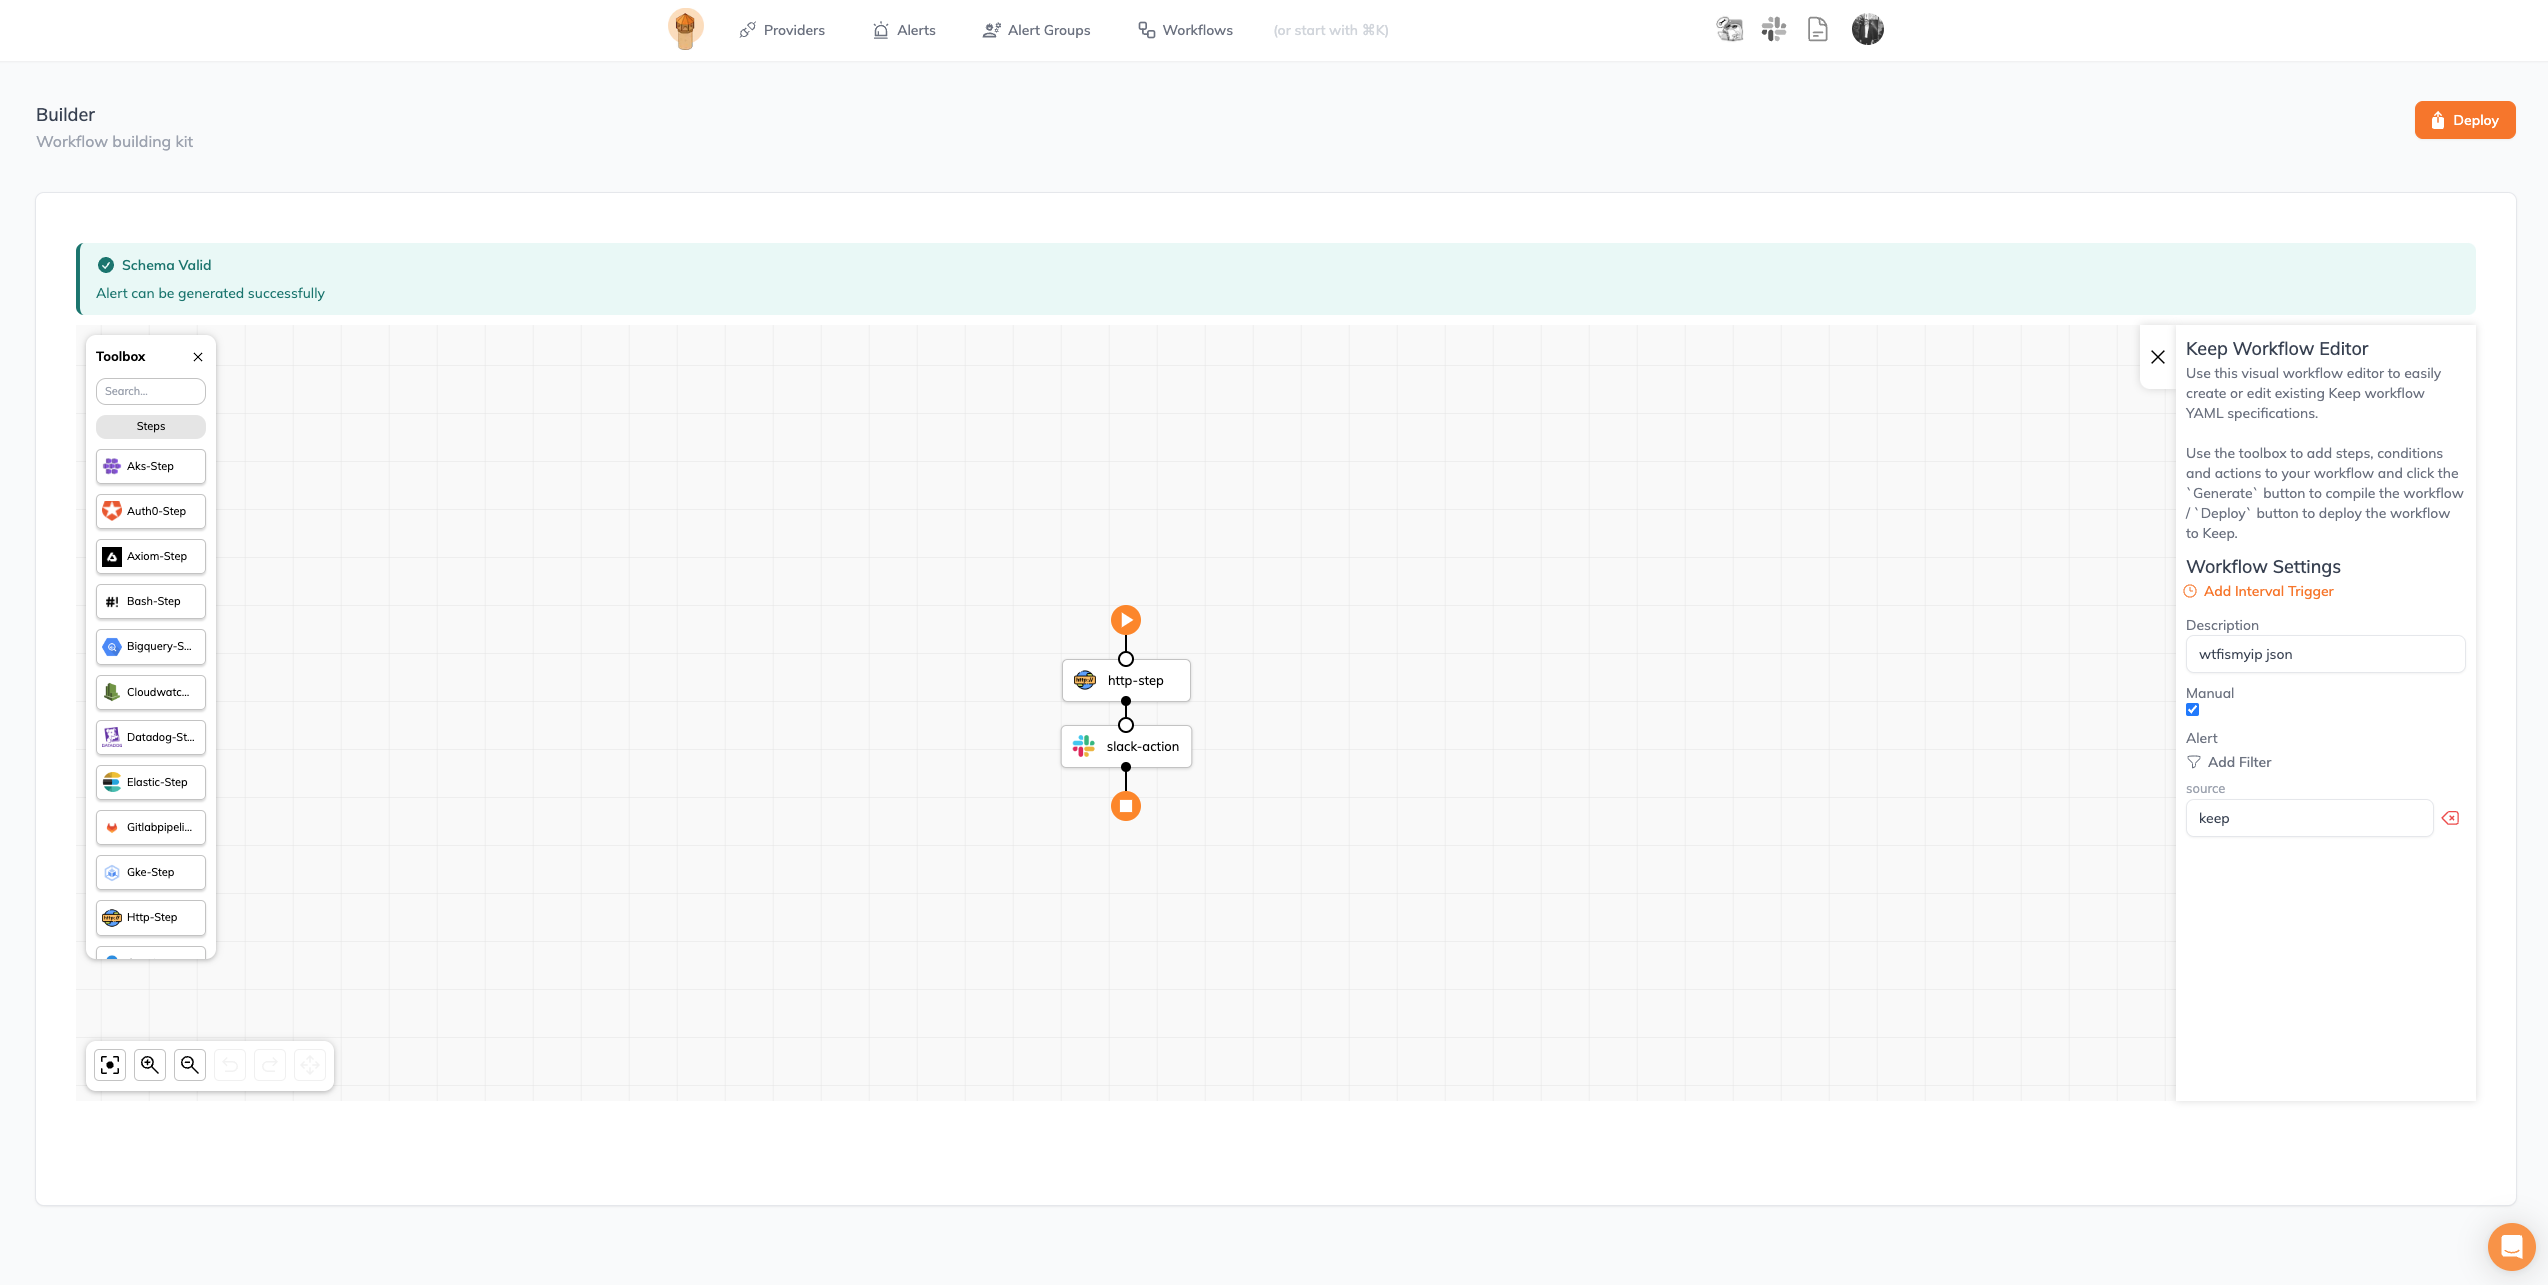 Providers
Alerts
Alert Groups
Workflows
(or start with ⌘K)
Builder
Workflow building kit
Deploy
Schema Valid
Alert can be generated successfully
Toolbox
Search...
Steps
Aks-Step
Auth0-Step
Axiom-Step
#! Bash-Step
Bigquery-S...
Cloudwatc...
DATADOG Datadog-St...
Elastic-Step
Gitlabpipeli...
Gke-Step
http:// Http-Step
http:// http-step
slack-action
Keep Workflow Editor
Use this visual workflow editor to easily
create or edit existing Keep workflow
YAML specifications.
Use the toolbox to add steps, conditions
and actions to your workflow and click the
`Generate` button to compile the workflow
/ `Deploy` button to deploy the workflow
to Keep.
Workflow Settings
Add Interval Trigger
Description
wtfismyip json
Manual
Alert
Add Filter
source
keep